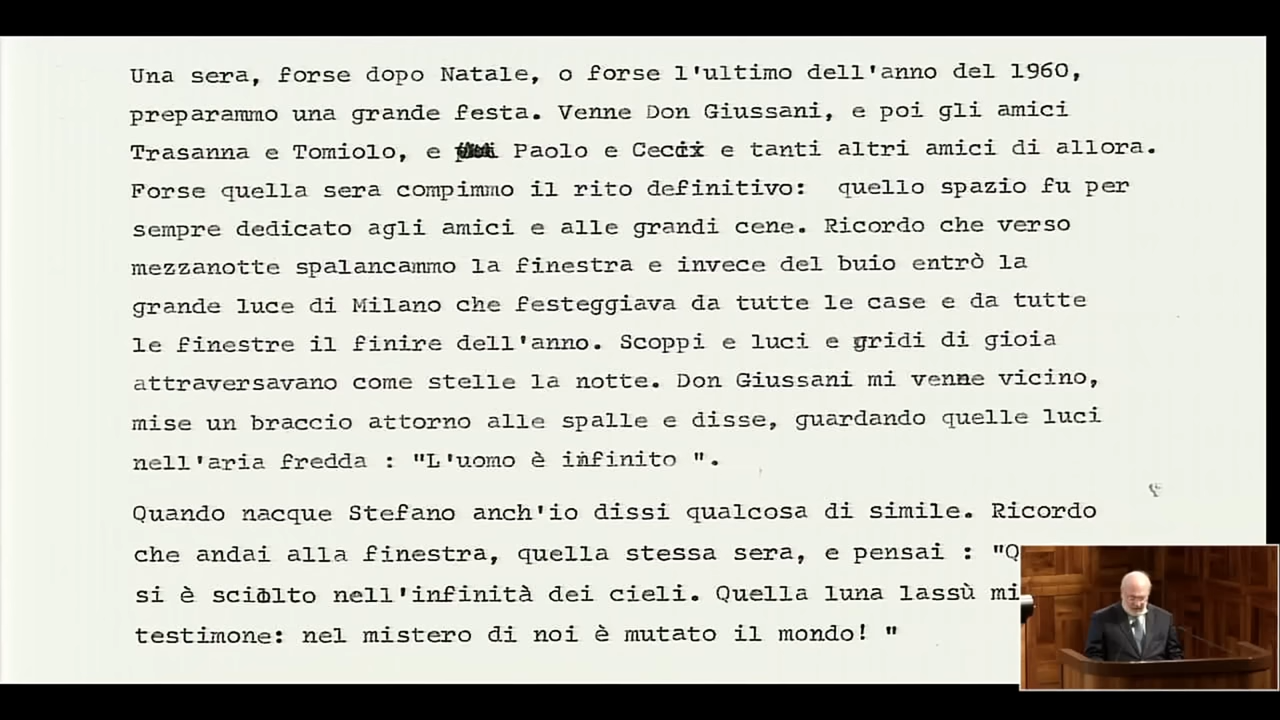 Una sera, forse dopo Natale, o forse l'ultimo dell'anno del 1960,
preparammo una grande festa. Venne Don Giussani, e poi gli amici
Trasanna e Tomiolo, e Paolo e e tanti altri amici di allora.
Forse quella sera compimmo il rito definitivo: quello spazio fu per
sempre dedicato agli amici e alle grandi cene. Ricordo che verso
mezzanotte spalancammo la finestra e invece del buio entrò la
grande luce di Milano che festeggiava da tutte le case e da tutte
le finestre il finire dell'anno. Scoppi e luci e gridi di gioia
attraversavano come stelle la notte. Don Giussani mi venne vicino,
mise un braccio attorno alle spalle e disse, guardando quelle luci
nell'aria fredda : "L'uomo è infinito ".
Quando nacque Stefano anch'io dissi qualcosa di simile. Ricordo
che andai alla finestra, quella stessa sera, e pensai : "Q
si è sciolto nell'infinità dei cieli. Quella luna lassù mi
testimone: nel mistero di noi è mutato il mondo! "